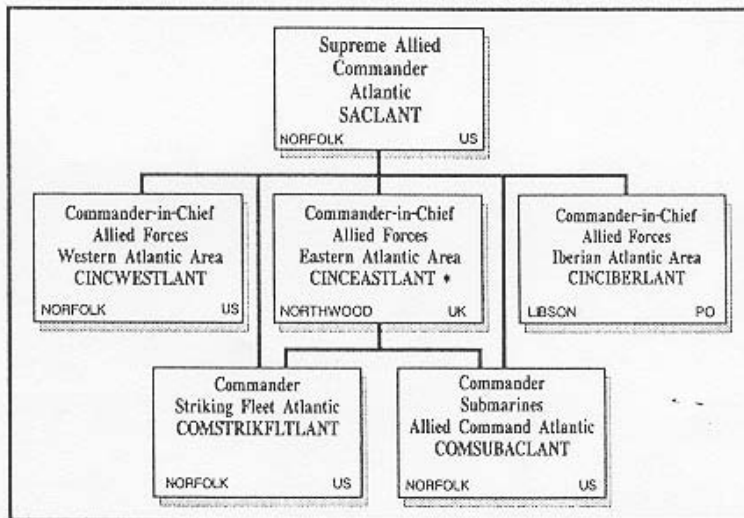 Supreme Allied
Commander
Atlantic
SACLANT
NORFOLK US
Commander-in-Chief
Allied Forces
Western Atlantic Area
CINCWESTLANT
NORFOLK US
Commander-in-Chief
Allied Forces
Eastern Atlantic Area
CINCEASTLANT *
NORTHWOOD UK
Commander-in-Chief
Allied Forces
Iberian Atlantic Area
CINCIBERLANT
LIBSON PO
Commander
Striking Fleet Atlantic
COMSTRIKFLTLANT
NORFOLK US
Commander
Submarines
Allied Command Atlantic
COMSUBACLANT
NORFOLK US